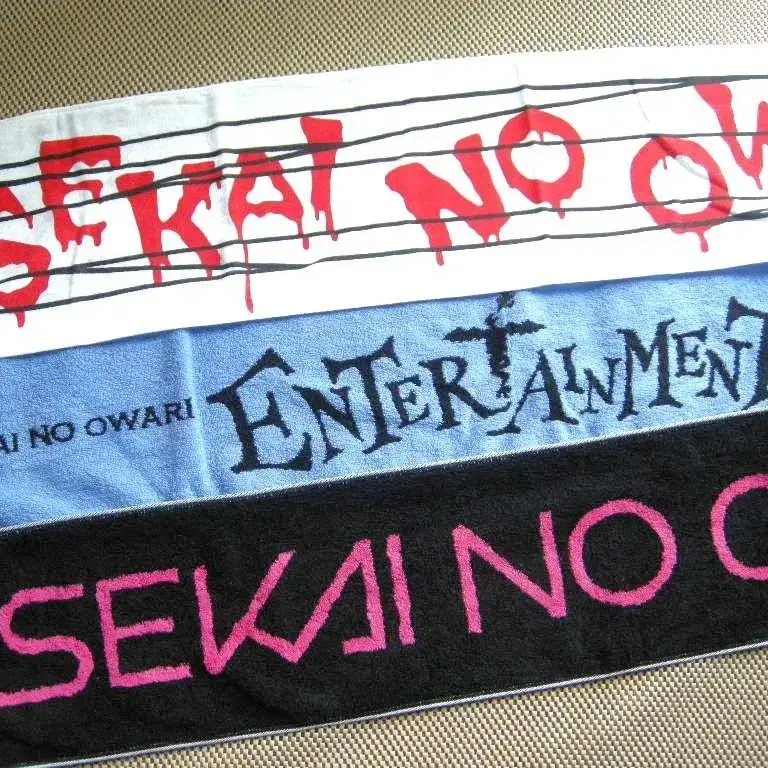 SEKAI NO OW
AI NO OWARI ENTERTAINMENT
SEKAI NO O